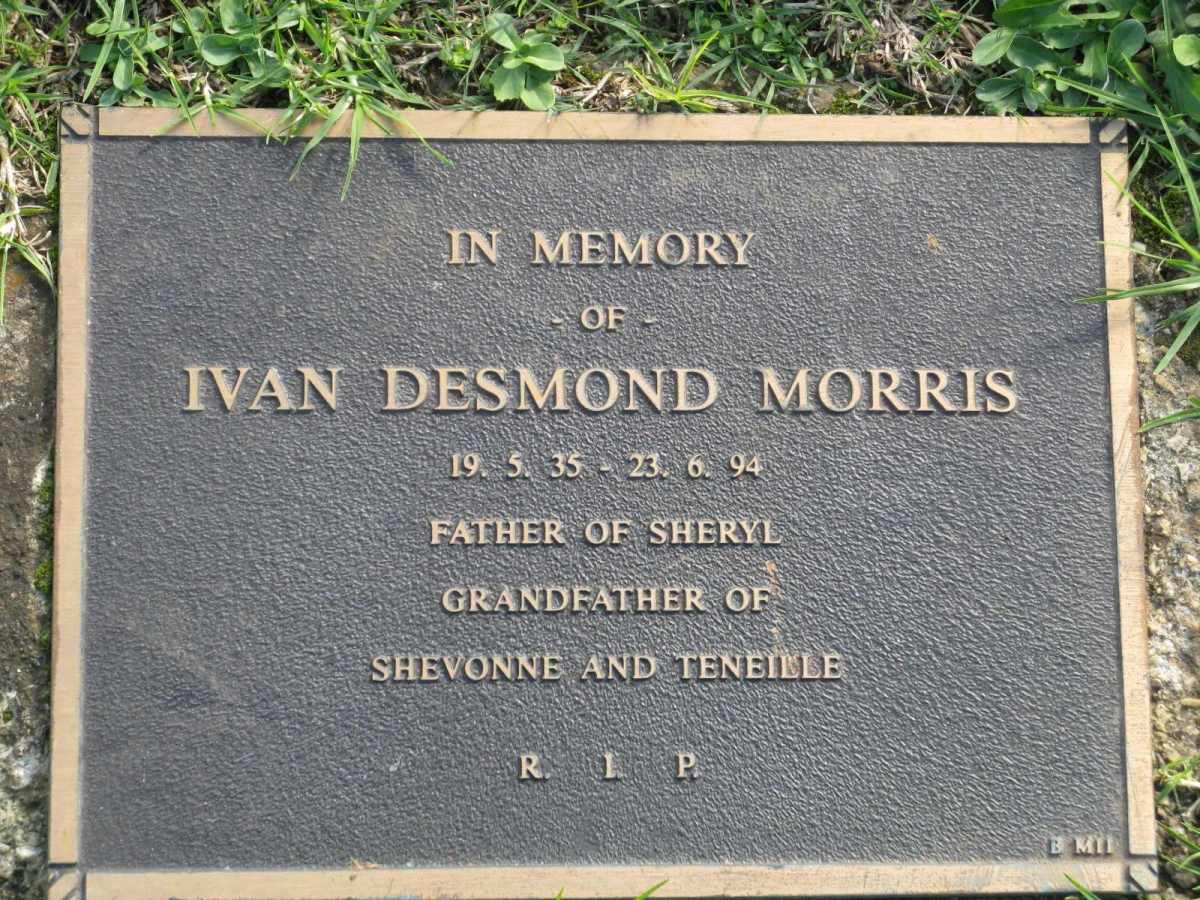 IN MEMORY
- OF -
IVAN DESMOND MORRIS
19. 5. 35 - 23. 6. 94
FATHER OF SHERYL
GRANDFATHER OF
SHEVONNE AND TENEILLE
R. I. P.
B M11